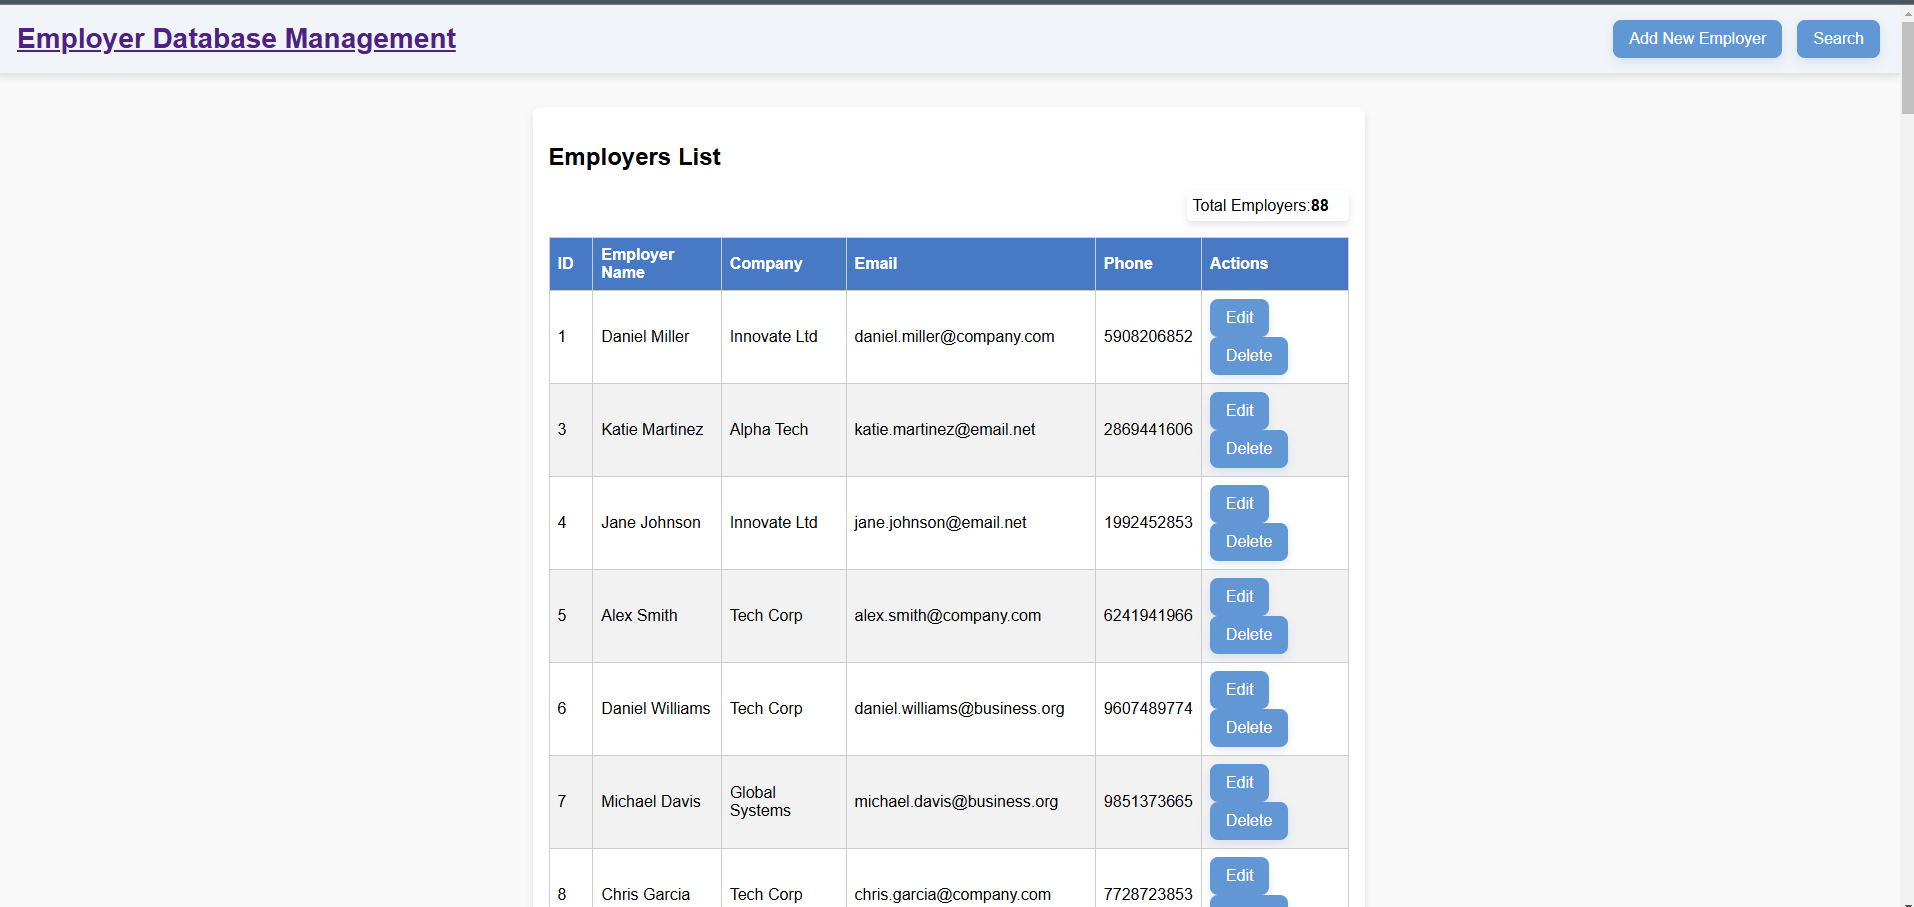 Employer Database Management
Add New Employer
Search
Employers List
Total Employers:88
ID
Employer
Name
Company
Email
Phone
Actions
1
Daniel Miller
Innovate Ltd
daniel.miller@company.com
5908206852
Edit
Delete
3
Katie Martinez
Alpha Tech
katie.martinez@email.net
2869441606
Edit
Delete
4
Jane Johnson
Innovate Ltd
jane.johnson@email.net
1992452853
Edit
Delete
5
Alex Smith
Tech Corp
alex.smith@company.com
6241941966
Edit
Delete
6
Daniel Williams
Tech Corp
daniel.williams@business.org
9607489774
Edit
Delete
7
Michael Davis
Global
Systems
michael.davis@business.org
9851373665
Edit
Delete
8
Chris Garcia
Tech Corp
chris.garcia@company.com
7728723853
Edit